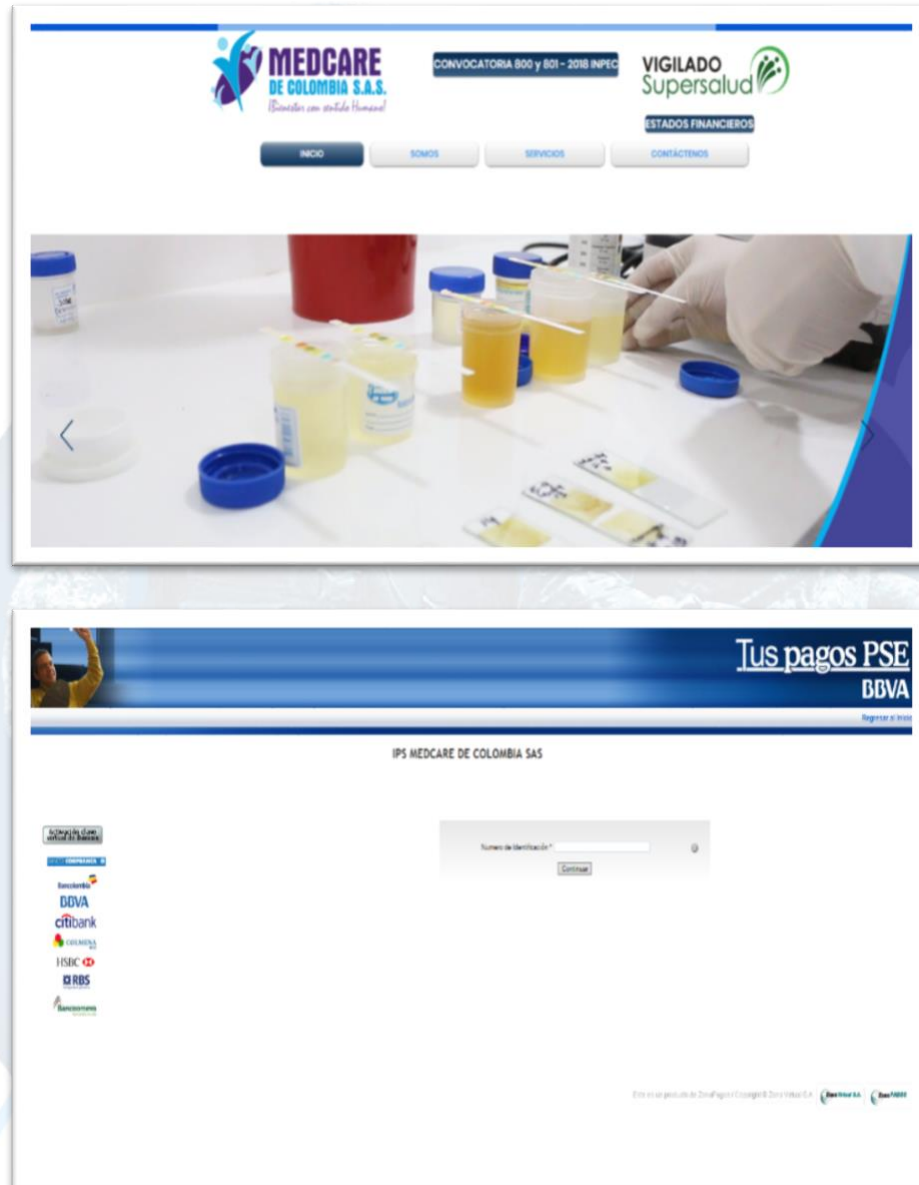 MEDCARE
DE COLOMBIA S.A.S.
¡Bienestar con sentido Humano!
CONVOCATORIA 800 y 801 - 2018 INPEC
VIGILADO
Supersalud
ESTADOS FINANCIEROS
INICIO
SOMOS
SERVICIOS
CONTÁCTENOS
Tus pagos PSE
BBVA
Regresar al Inicio
IPS MEDCARE DE COLOMBIA SAS
Numero de Identificación *
Continuar
Bancolombia
BBVA
citibank
COLMENA
HSBC
RBS
Bancoomeva